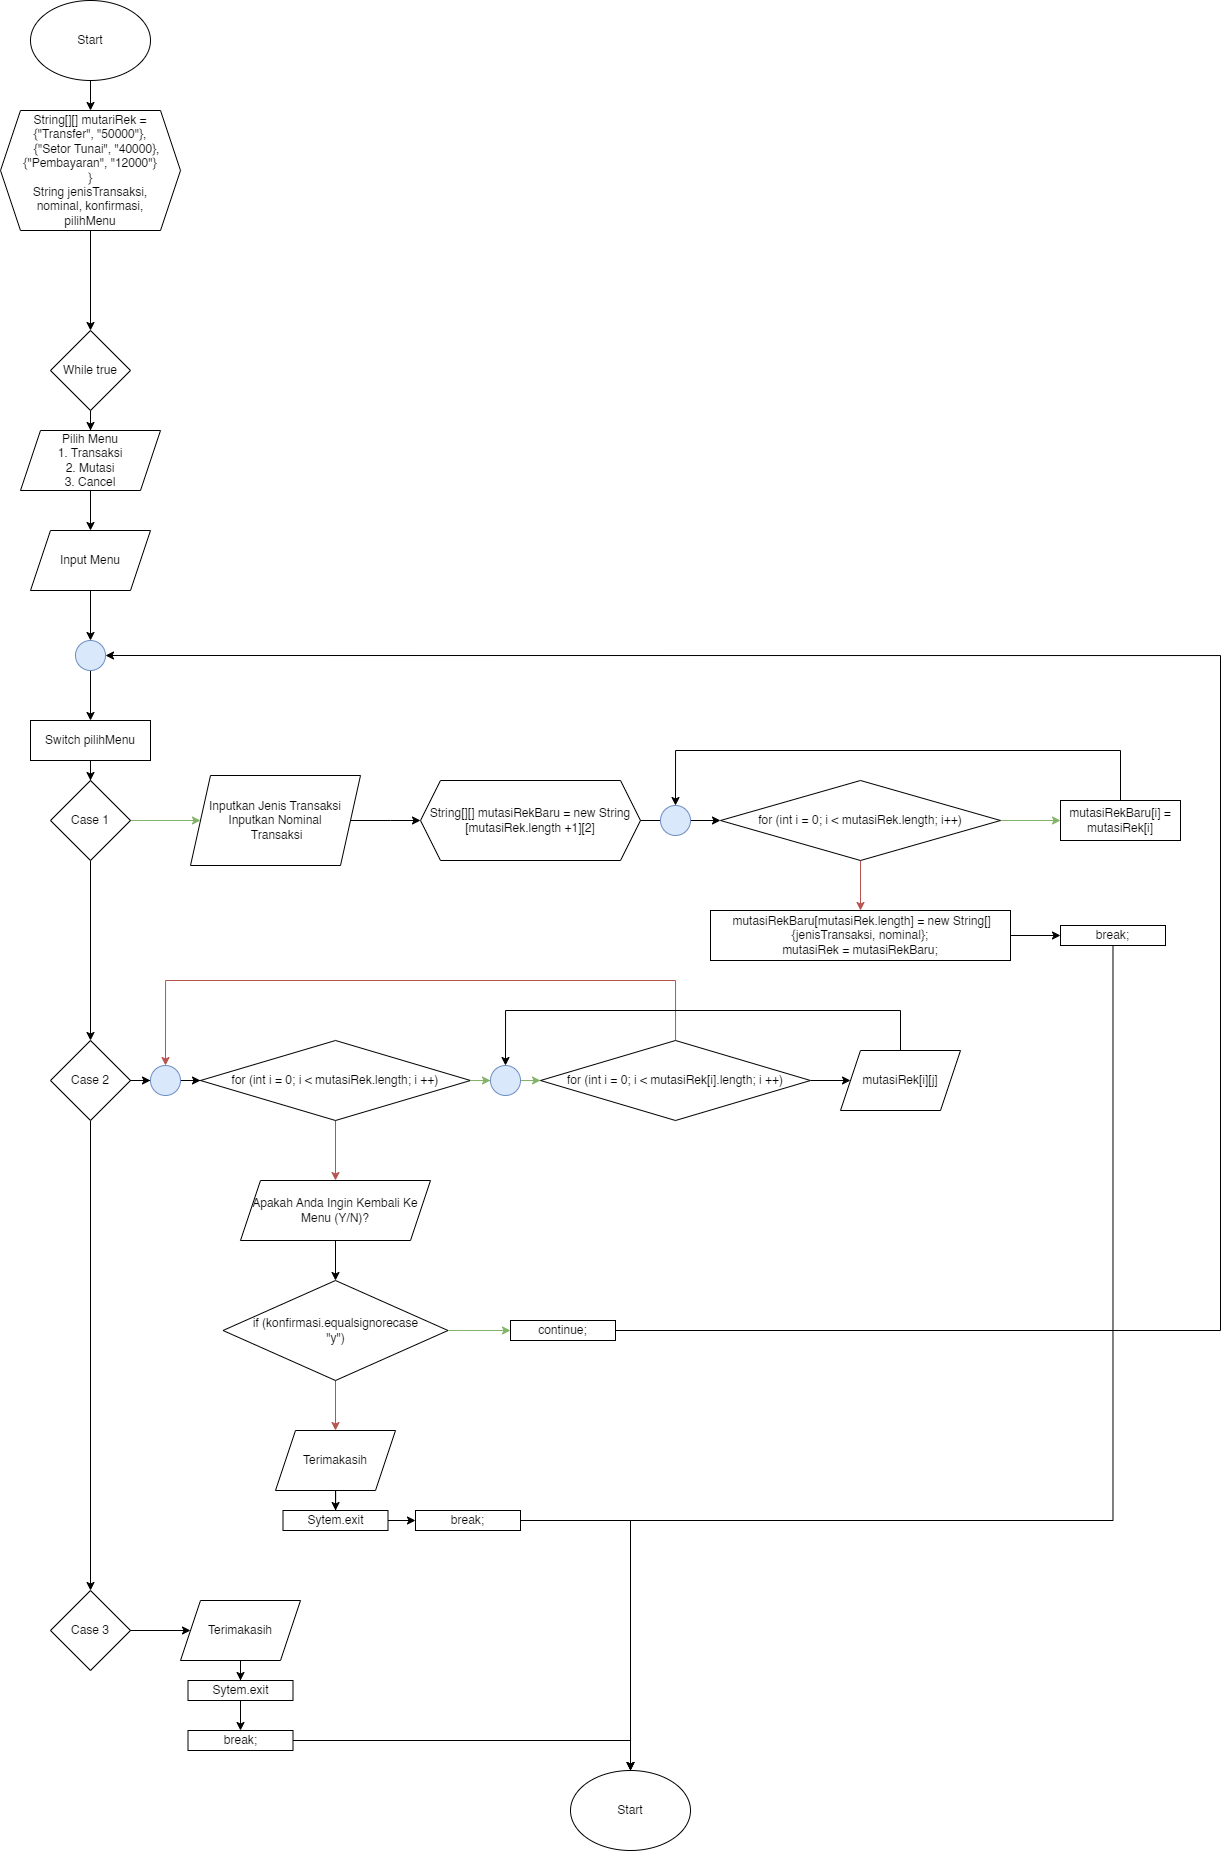 Start
String[][] mutariRek =
{"Transfer", "50000"},
{"Setor Tunai", "40000},
{"Pembayaran", "12000"}
}
String jenisTransaksi,
nominal, konfirmasi,
pilihMenu
While true
Pilih Menu
1. Transaksi
2. Mutasi
3. Cancel
Input Menu
Switch pilihMenu
Case 1
Inputkan Jenis Transaksi
Inputkan Nominal
Transaksi
String[][] mutasiRekBaru = new String
[mutasiRek.length +1][2]
for (int i = 0; i < mutasiRek.length; i++)
mutasiRekBaru[i] =
mutasiRek[i]
mutasiRekBaru[mutasiRek.length] = new String[]
{jenisTransaksi, nominal};
mutasiRek = mutasiRekBaru;
break;
Case 2
for (int i = 0; i < mutasiRek.length; i ++)
for (int i = 0; i < mutasiRek[i].length; i ++)
mutasiRek[i][j]
Apakah Anda Ingin Kembali Ke
Menu (Y/N)?
if (konfirmasi.equalsignorecase
"y")
continue;
Terimakasih
Sytem.exit
break;
Case 3
Terimakasih
Sytem.exit
break;
Start